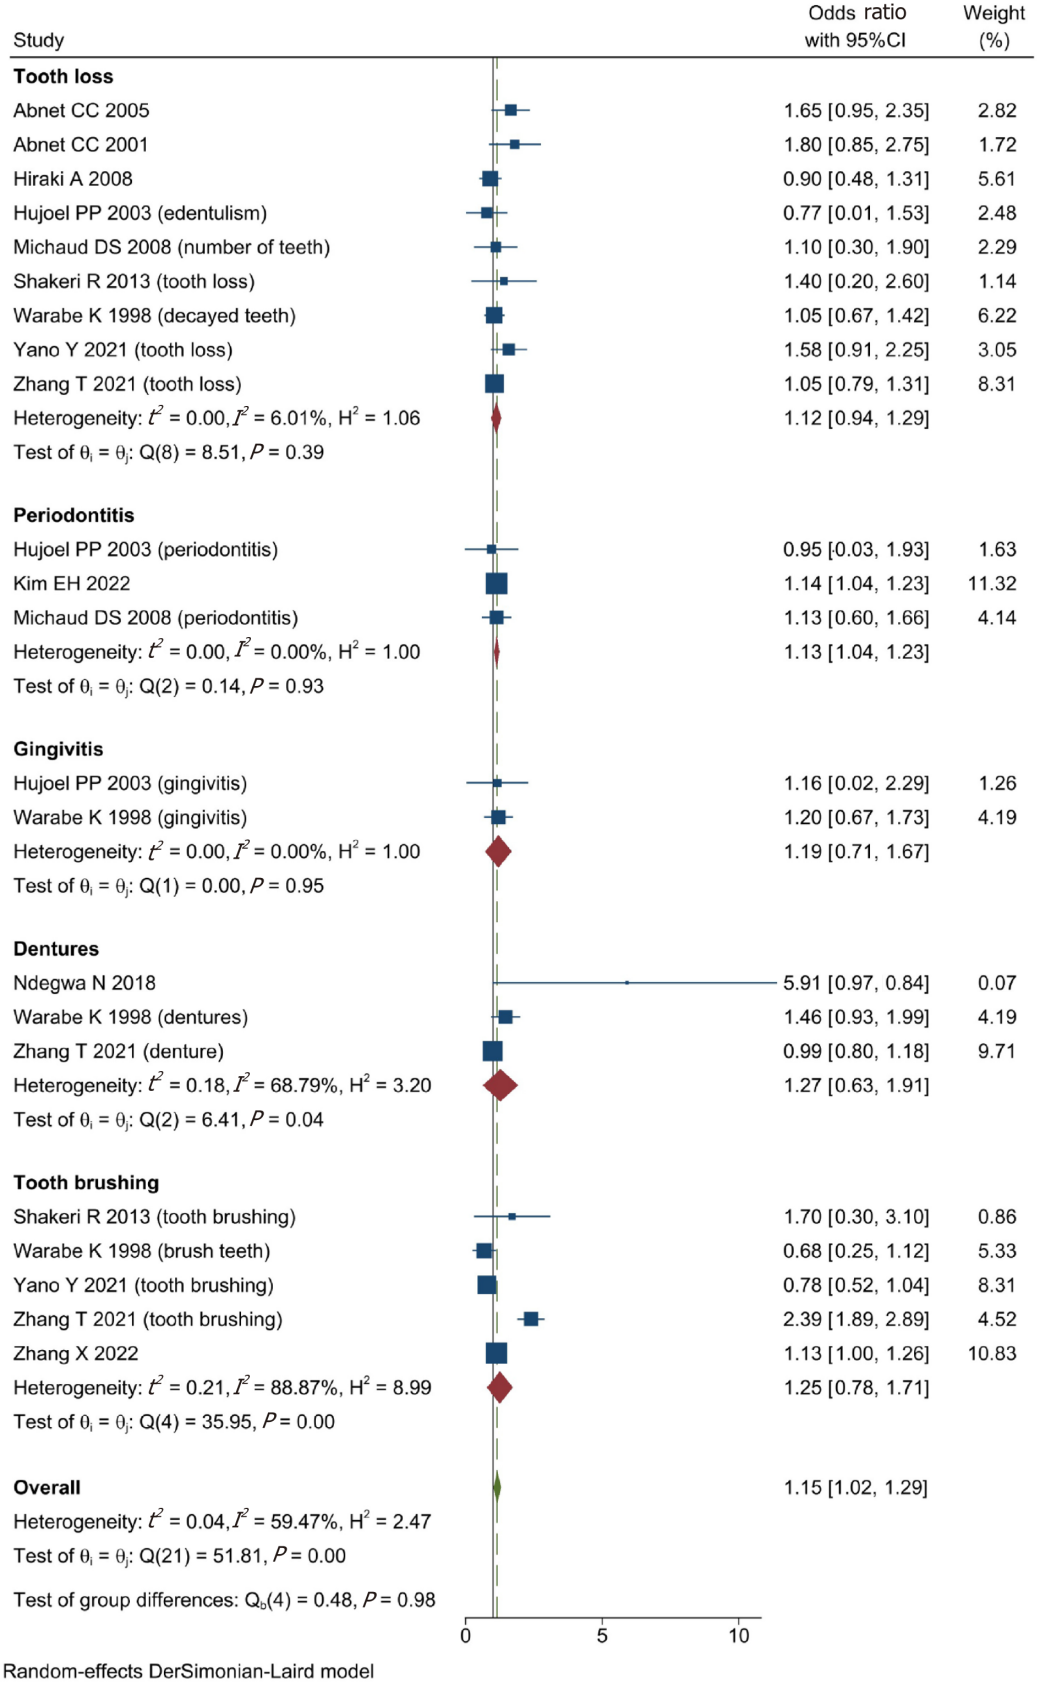 Study Odds ratio with 95%CI Weight (%)
Tooth loss
Abnet CC 2005 1.65 [0.95, 2.35] 2.82
Abnet CC 2001 1.80 [0.85, 2.75] 1.72
Hiraki A 2008 0.90 [0.48, 1.31] 5.61
Hujoel PP 2003 (edentulism) 0.77 [0.01, 1.53] 2.48
Michaud DS 2008 (number of teeth) 1.10 [0.30, 1.90] 2.29
Shakeri R 2013 (tooth loss) 1.40 [0.20, 2.60] 1.14
Warabe K 1998 (decayed teeth) 1.05 [0.67, 1.42] 6.22
Yano Y 2021 (tooth loss) 1.58 [0.91, 2.25] 3.05
Zhang T 2021 (tooth loss) 1.05 [0.79, 1.31] 8.31
Heterogeneity: t² = 0.00, I² = 6.01%, H² = 1.06 1.12 [0.94, 1.29]
Test of θi = θj: Q(8) = 8.51, P = 0.39
Periodontitis
Hujoel PP 2003 (periodontitis) 0.95 [-0.03, 1.93] 1.63
Kim EH 2022 1.14 [1.04, 1.23] 11.32
Michaud DS 2008 (periodontitis) 1.13 [0.60, 1.66] 4.14
Heterogeneity: t² = 0.00, I² = 0.00%, H² = 1.00 1.13 [1.04, 1.23]
Test of θi = θj: Q(2) = 0.14, P = 0.93
Gingivitis
Hujoel PP 2003 (gingivitis) 1.16 [0.02, 2.29] 1.26
Warabe K 1998 (gingivitis) 1.20 [0.67, 1.73] 4.19
Heterogeneity: t² = 0.00, I² = 0.00%, H² = 1.00 1.19 [0.71, 1.67]
Test of θi = θj: Q(1) = 0.00, P = 0.95
Dentures
Ndegwa N 2018 5.91 [0.97, 0.84] 0.07
Warabe K 1998 (dentures) 1.46 [0.93, 1.99] 4.19
Zhang T 2021 (denture) 0.99 [0.80, 1.18] 9.71
Heterogeneity: t² = 0.18, I² = 68.79%, H² = 3.20 1.27 [0.63, 1.91]
Test of θi = θj: Q(2) = 6.41, P = 0.04
Tooth brushing
Shakeri R 2013 (tooth brushing) 1.70 [0.30, 3.10] 0.86
Warabe K 1998 (brush teeth) 0.68 [0.25, 1.12] 5.33
Yano Y 2021 (tooth brushing) 0.78 [0.52, 1.04] 8.31
Zhang T 2021 (tooth brushing) 2.39 [1.89, 2.89] 4.52
Zhang X 2022 1.13 [1.00, 1.26] 10.83
Heterogeneity: t² = 0.21, I² = 88.87%, H² = 8.99 1.25 [0.78, 1.71]
Test of θi = θj: Q(4) = 35.95, P = 0.00
Overall 1.15 [1.02, 1.29]
Heterogeneity: t² = 0.04, I² = 59.47%, H² = 2.47
Test of θi = θj: Q(21) = 51.81, P = 0.00
Test of group differences: Qb(4) = 0.48, P = 0.98
0 5 10
Random-effects DerSimonian-Laird model